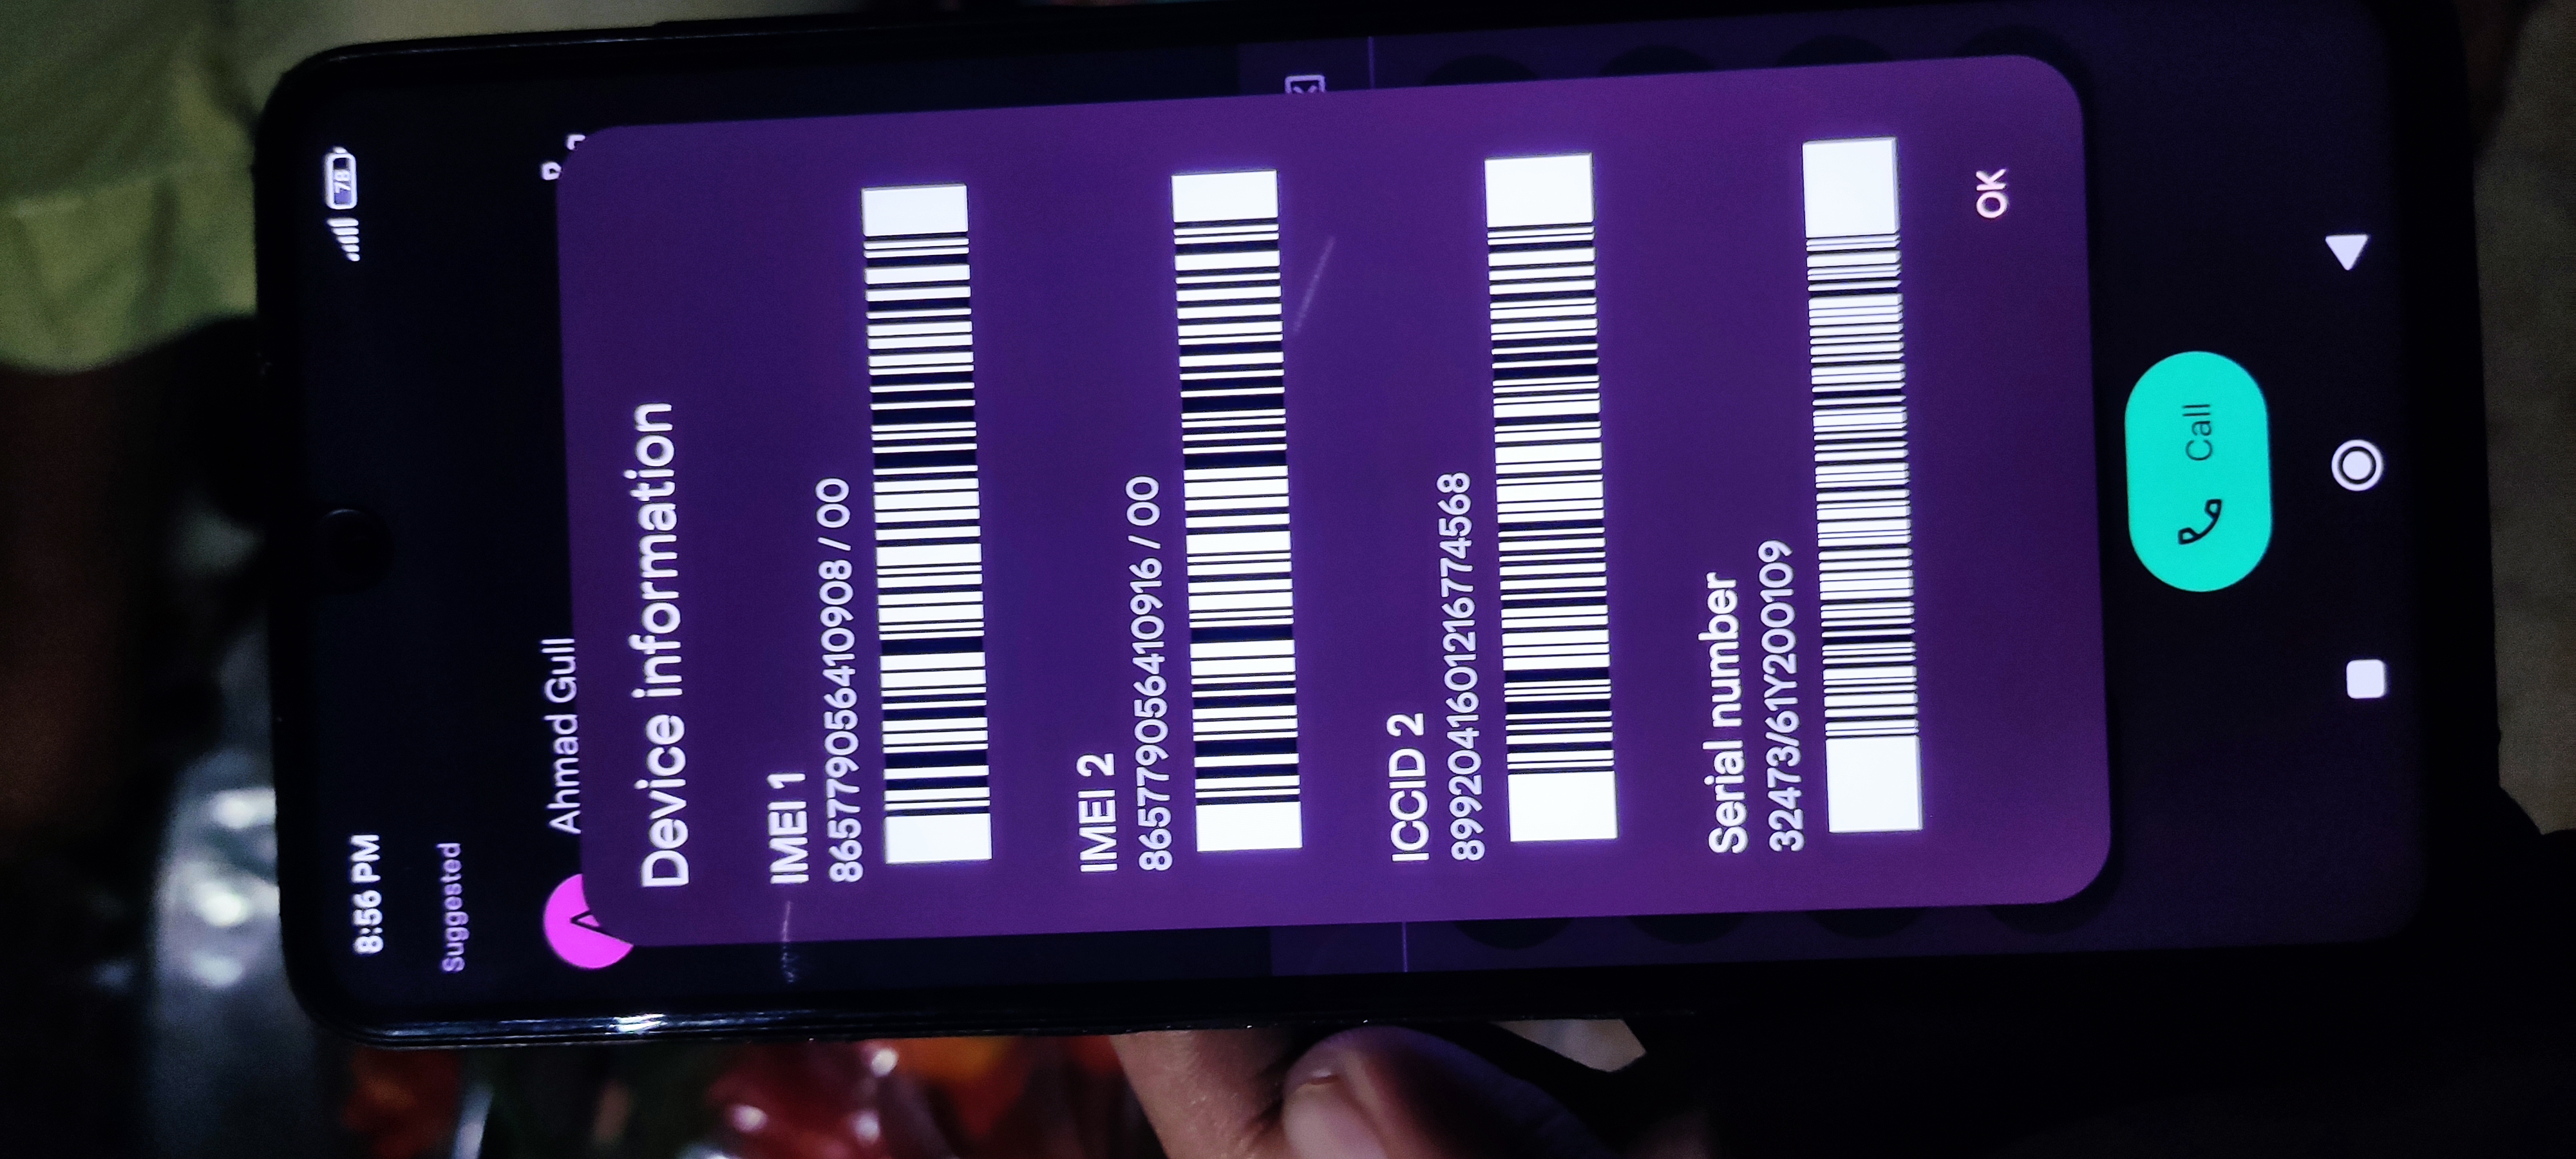 8:56 PM
78
Suggested
A
Ahmad Gull
Device information
IMEI 1
865779056410908 / 00
IMEI 2
865779056410916 / 00
ICCID 2
8992041601216774568
Serial number
32473/61Y200109
OK
Call